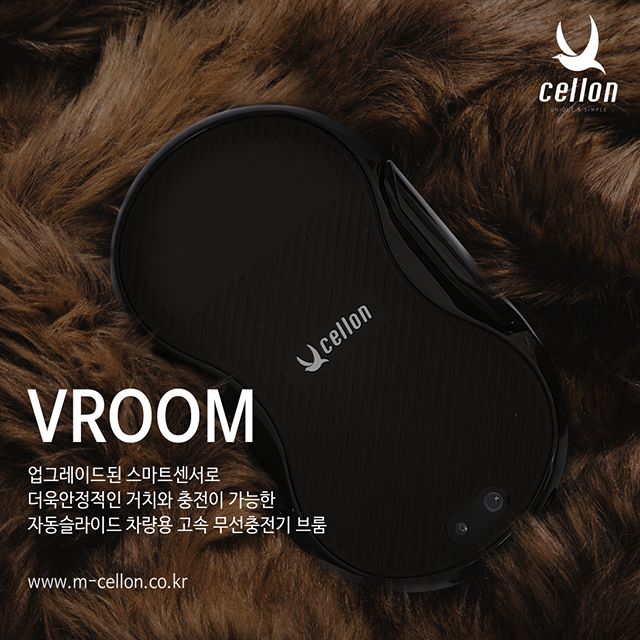 cellon
UNIQUE & SIMPLE
cellon
VROOM
업그레이드된 스마트센서로
더욱안정적인 거치와 충전이 가능한
자동슬라이드 차량용 고속 무선충전기 브룸
www.m-cellon.co.kr